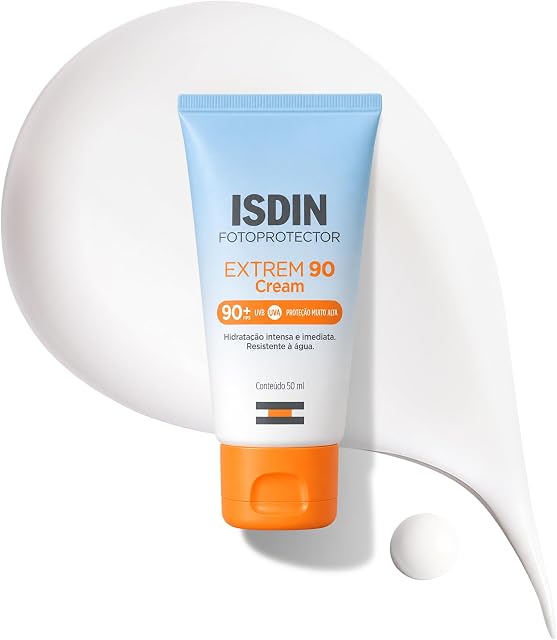 ISDIN
FOTOPROTECTOR
EXTREM 90
Cream
90+ FPS UVB UVA PROTEÇÃO MUITO ALTA
Hidratação intensa e imediata.
Resistente à água.
Conteúdo 50 ml